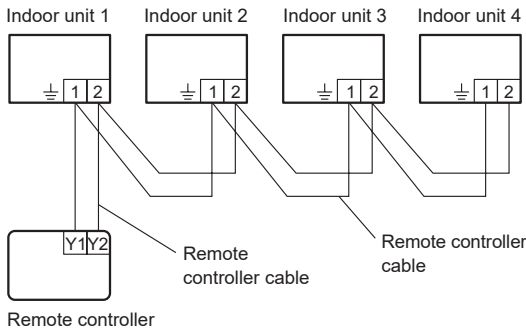 Indoor unit 1 Indoor unit 2 Indoor unit 3 Indoor unit 4
1 2 1 2 1 2 1 2
Y1 Y2
Remote
controller cable
Remote controller
cable
Remote controller